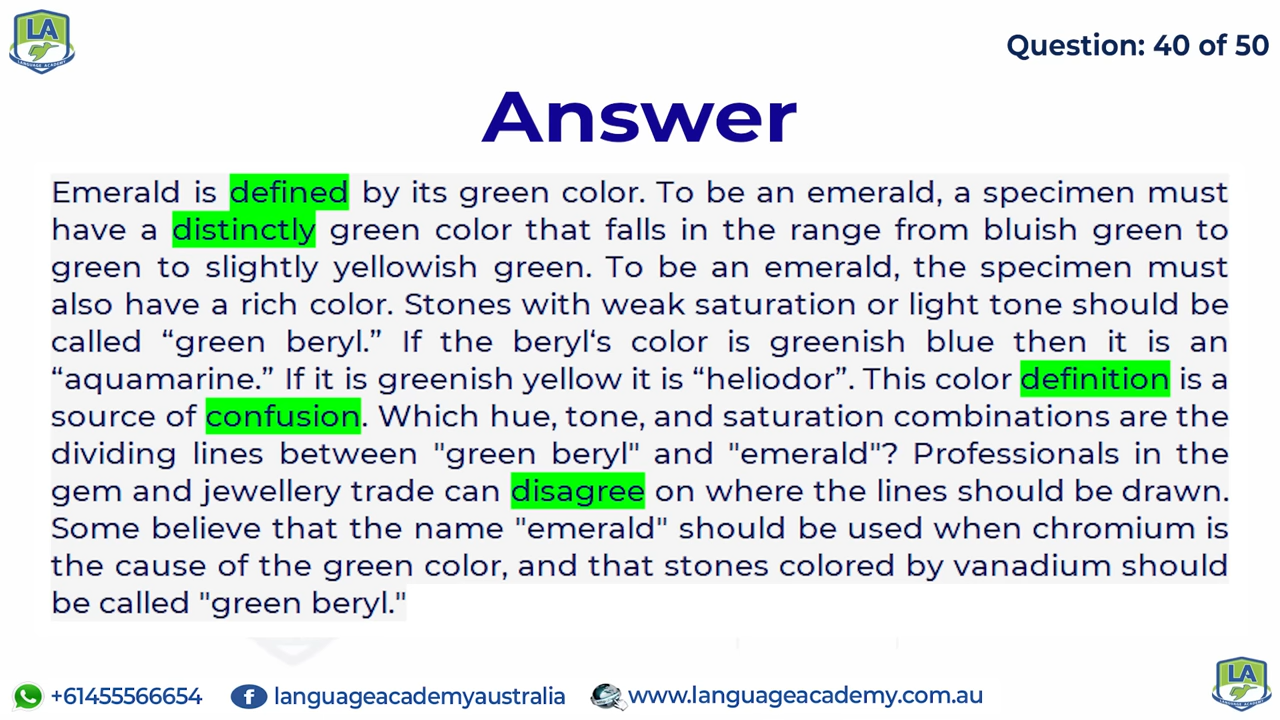 LA
LANGUAGE ACADEMY
Question: 40 of 50
Answer
Emerald is defined by its green color. To be an emerald, a specimen must
have a distinctly green color that falls in the range from bluish green to
green to slightly yellowish green. To be an emerald, the specimen must
also have a rich color. Stones with weak saturation or light tone should be
called “green beryl.” If the beryl‘s color is greenish blue then it is an
“aquamarine.” If it is greenish yellow it is “heliodor”. This color definition is a
source of confusion. Which hue, tone, and saturation combinations are the
dividing lines between "green beryl" and "emerald"? Professionals in the
gem and jewellery trade can disagree on where the lines should be drawn.
Some believe that the name "emerald" should be used when chromium is
the cause of the green color, and that stones colored by vanadium should
be called "green beryl."
+61455566654
languageacademyaustralia
www.languageacademy.com.au
LA
LANGUAGE ACADEMY